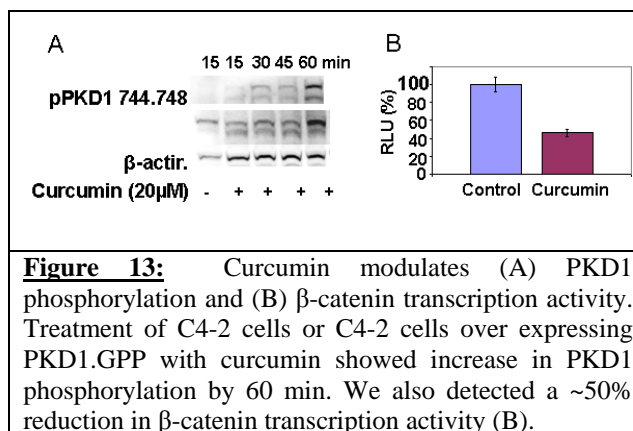 A
15 15 30 45 60 min
pPKD1 744.748
β-actir.
Curcumin (20µM) - + + + +
B
RLU (%)
100
80
60
40
20
0
Control Curcumin
Figure 13: Curcumin modulates (A) PKD1
phosphorylation and (B) β-catenin transcription activity.
Treatment of C4-2 cells or C4-2 cells over expressing
PKD1.GPP with curcumin showed increase in PKD1
phosphorylation by 60 min. We also detected a ~50%
reduction in β-catenin transcription activity (B).